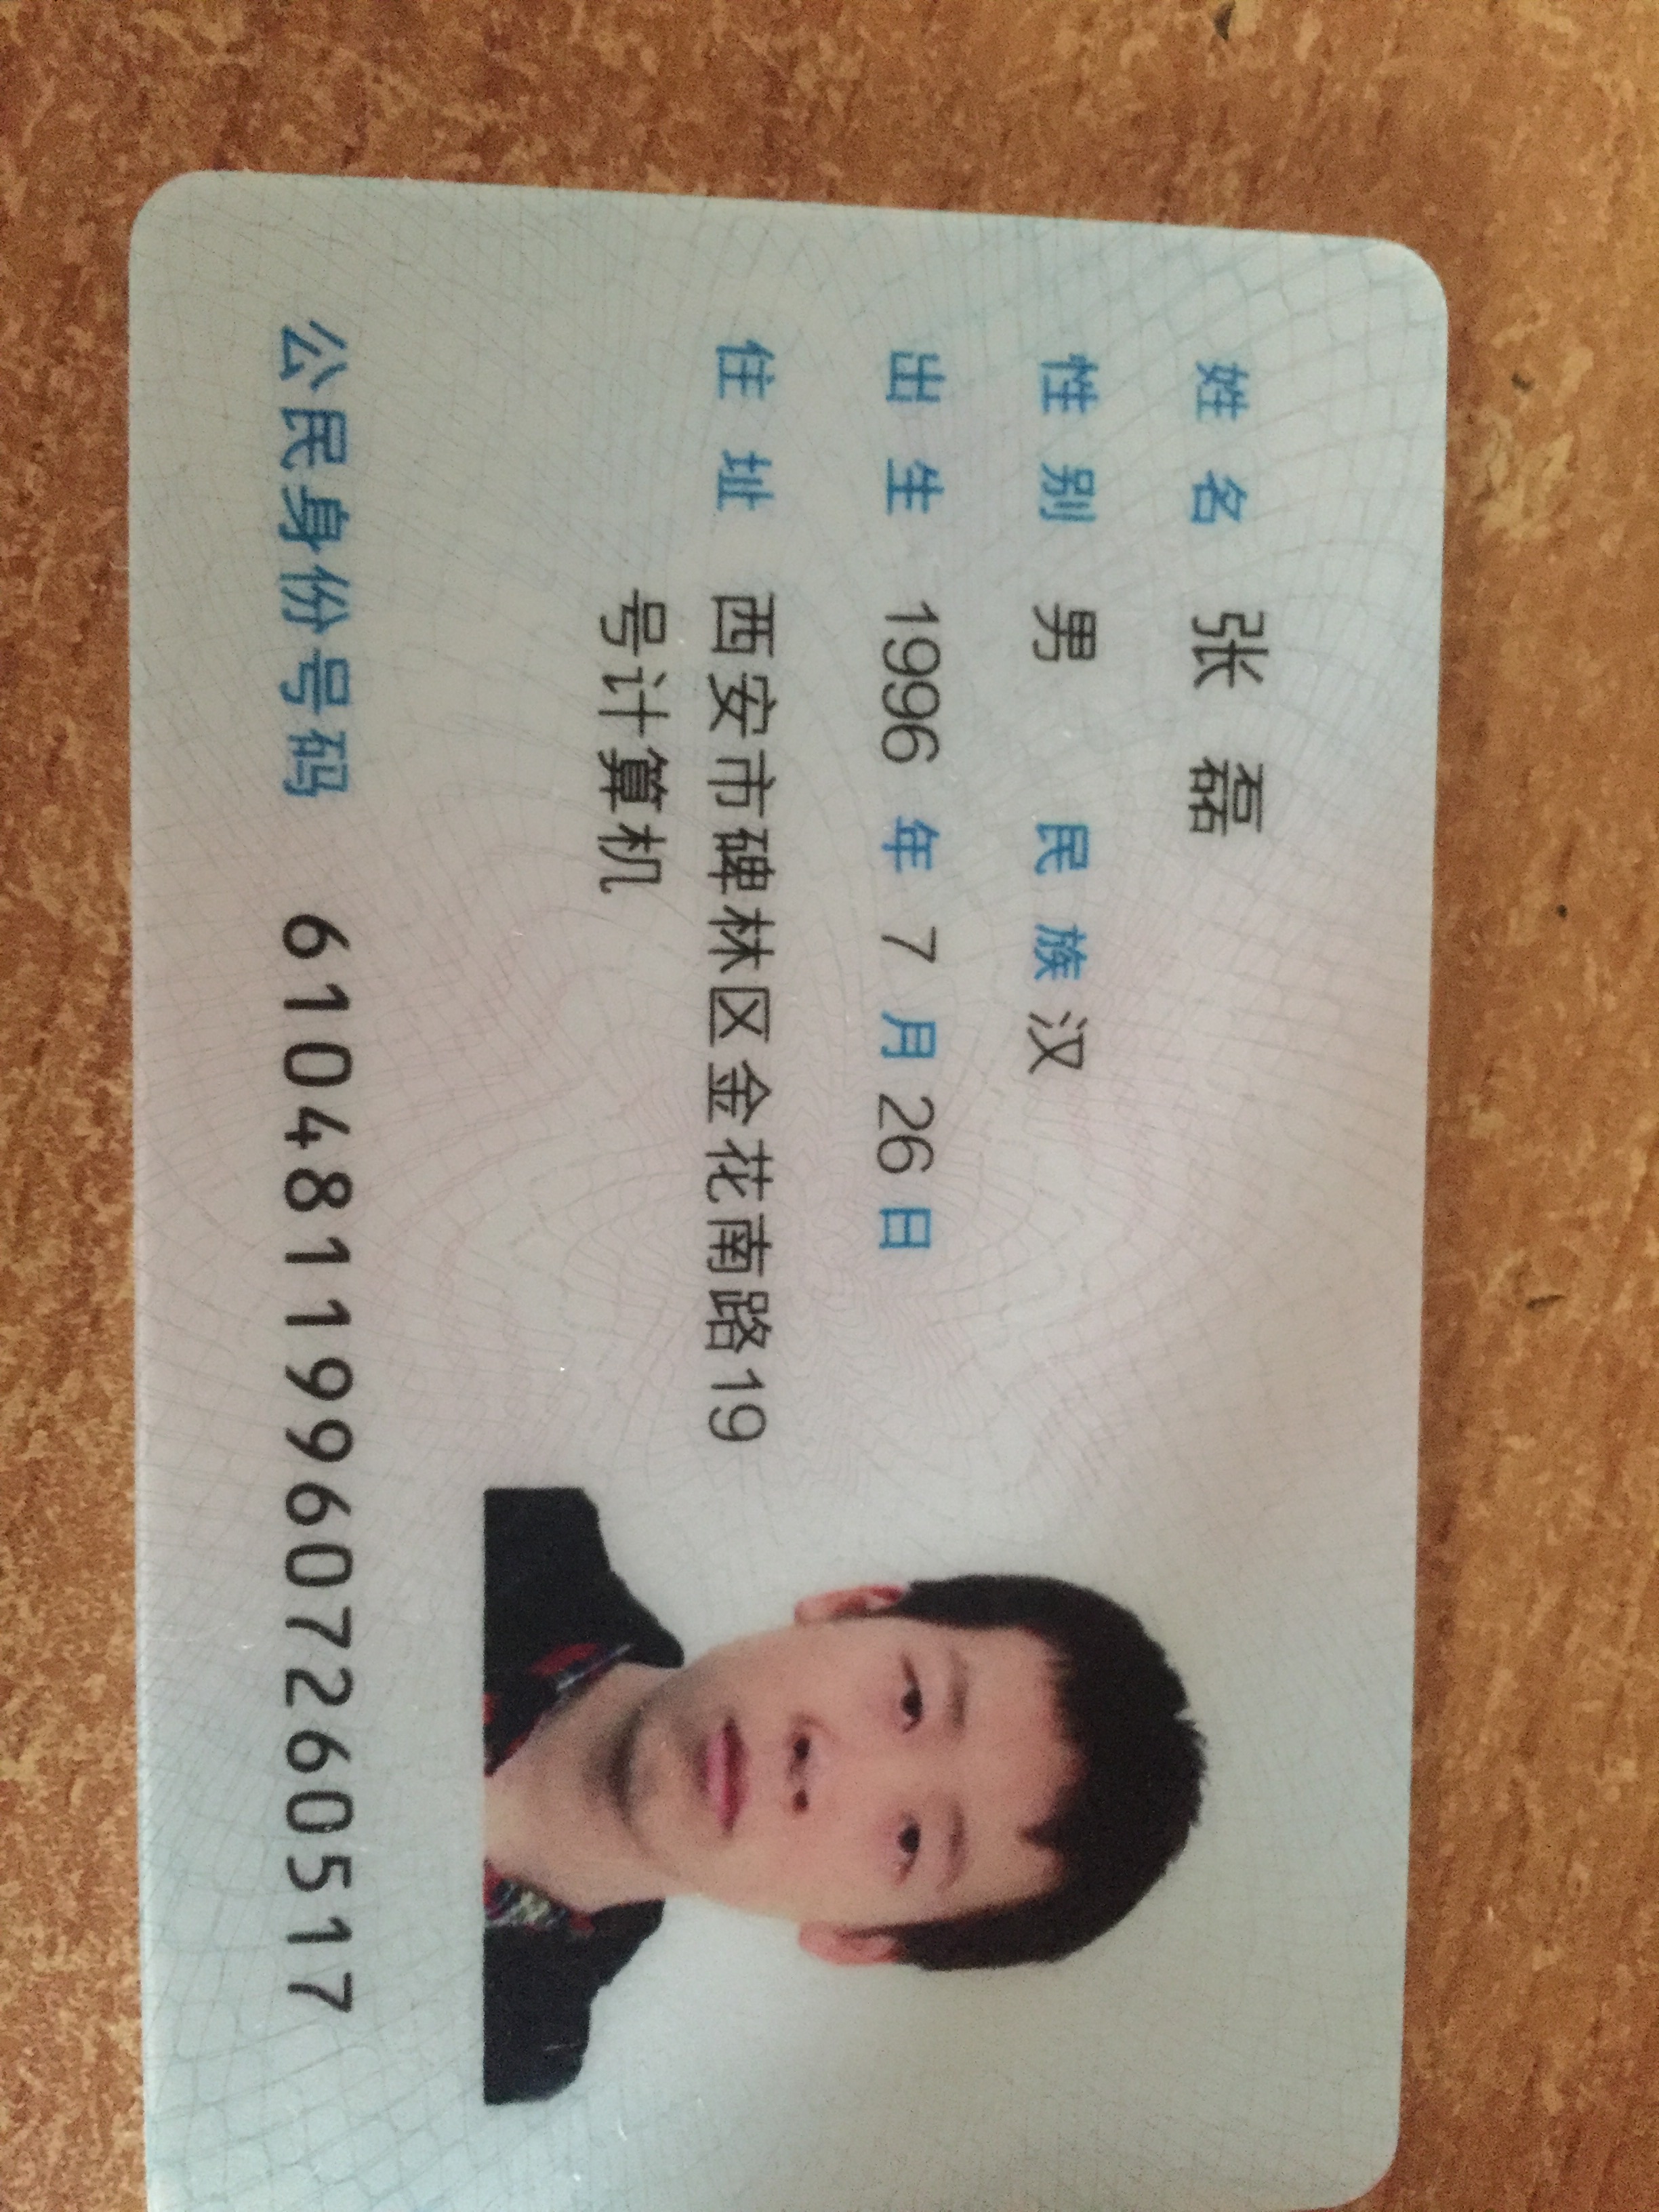 姓名 张磊
性别 男 民族 汉
出生 1996 年 7 月 26 日
住址 西安市碑林区金花南路19
号计算机
公民身份号码 610481199607260517